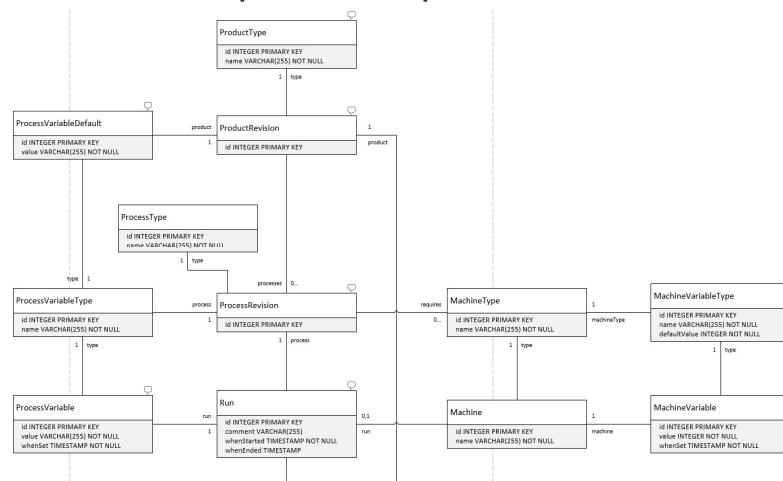 ProductType
id INTEGER PRIMARY KEY
name VARCHAR(255) NOT NULL
1 type
ProcessVariableDefault
id INTEGER PRIMARY KEY
value VARCHAR(255) NOT NULL
product
1
ProductRevision
id INTEGER PRIMARY KEY
1
product
ProcessType
id INTEGER PRIMARY KEY
name VARCHAR(255) NOT NULL
1 type
type 1
processes 0...
ProcessVariableType
id INTEGER PRIMARY KEY
name VARCHAR(255) NOT NULL
process
1
ProcessRevision
id INTEGER PRIMARY KEY
requires
0...
MachineType
id INTEGER PRIMARY KEY
name VARCHAR(255) NOT NULL
1
machineType
MachineVariableType
id INTEGER PRIMARY KEY
name VARCHAR(255) NOT NULL
defaultValue INTEGER NOT NULL
1 type
1 process
1 type
1 type
ProcessVariable
id INTEGER PRIMARY KEY
value VARCHAR(255) NOT NULL
whenSet TIMESTAMP NOT NULL
run
1
Run
id INTEGER PRIMARY KEY
comment VARCHAR(255)
whenStarted TIMESTAMP NOT NULL
whenEnded TIMESTAMP
0,1
run
Machine
id INTEGER PRIMARY KEY
name VARCHAR(255) NOT NULL
1
machine
MachineVariable
id INTEGER PRIMARY KEY
value INTEGER NOT NULL
whenSet TIMESTAMP NOT NULL